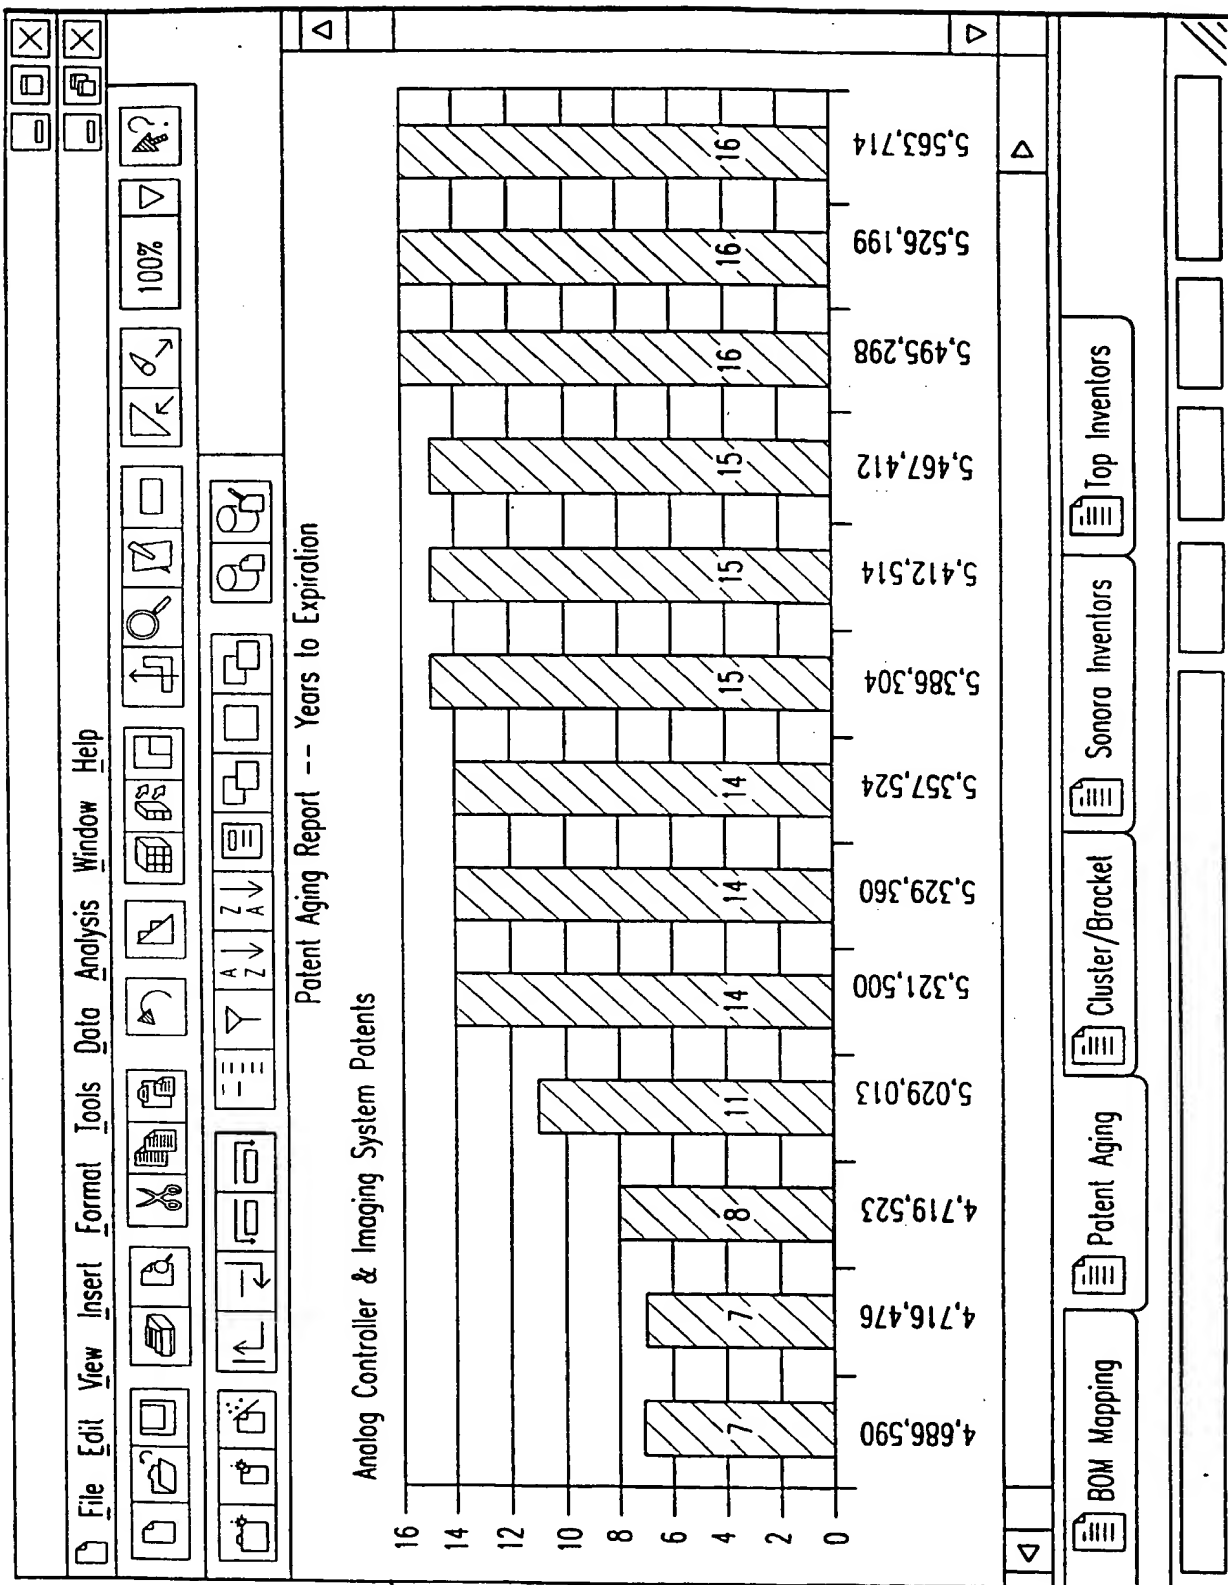 File Edit View Insert Format Tools Data Analysis Window Help
100%
?
A Z Z A
Patent Aging Report -- Years to Expiration
Analog Controller & Imaging System Patents
16
14
12
10
8
6
4
2
0
7 7 8 11 14 14 14 15 15 15 16 16 16
4,686,590 4,716,476 4,719,523 5,029,013 5,321,500 5,329,360 5,357,524 5,386,304 5,412,514 5,467,412 5,495,298 5,526,199 5,563,714
BOM Mapping Patent Aging Cluster/Bracket Sonora Inventors Top Inventors